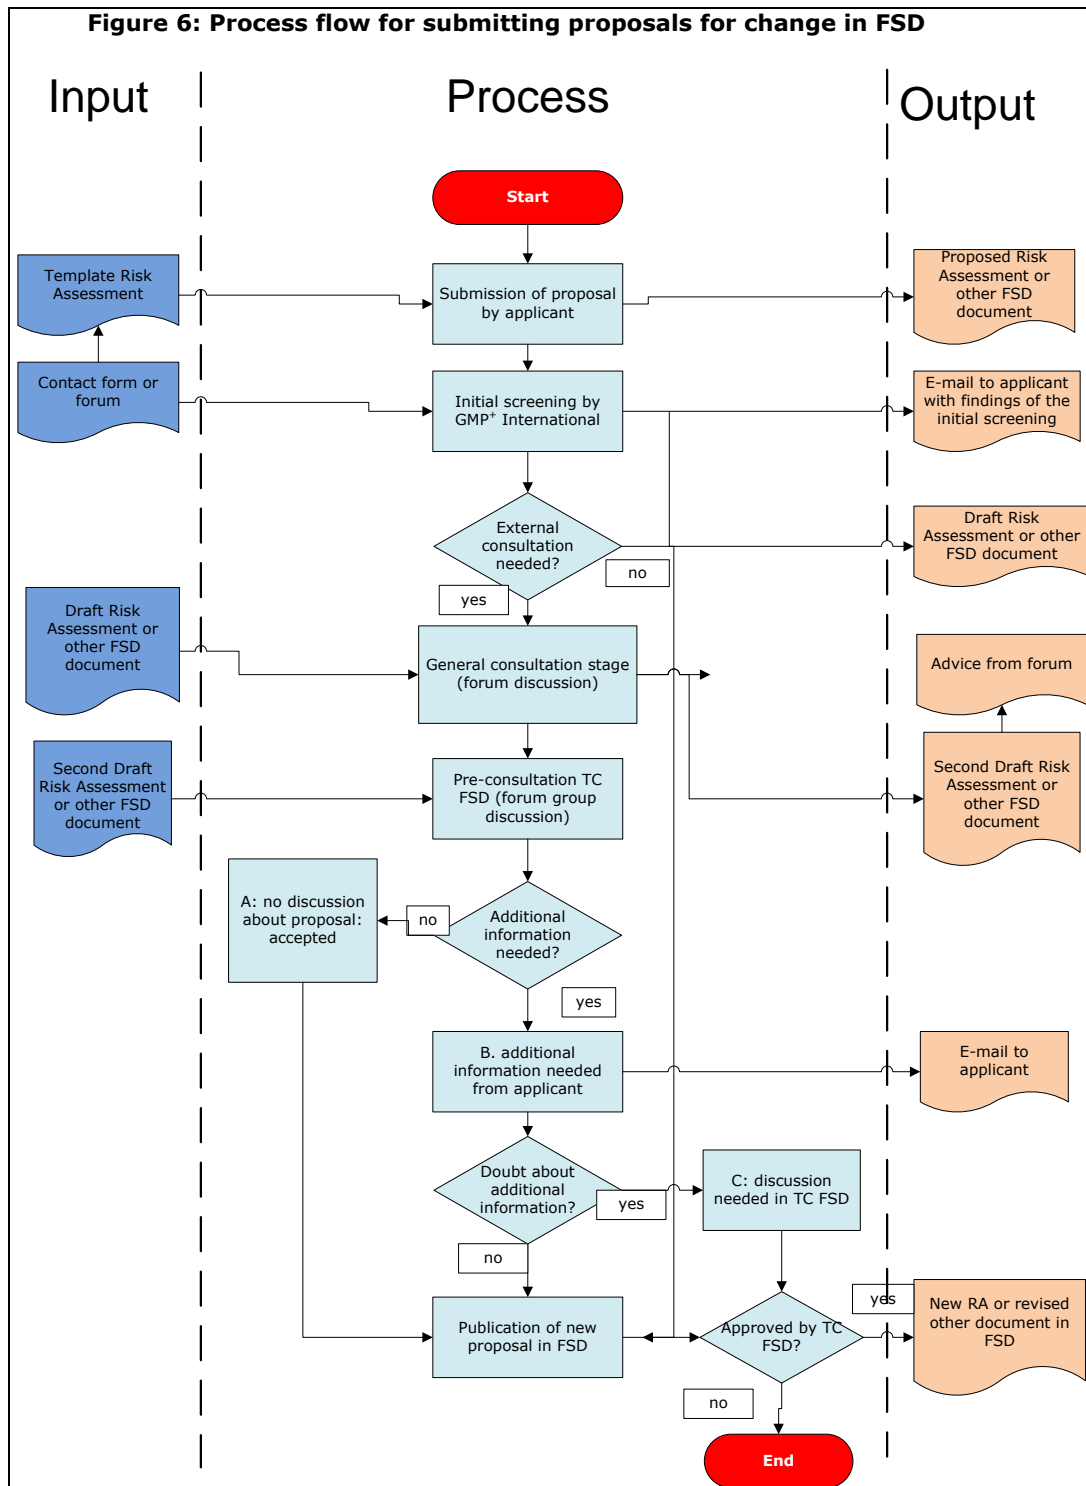 Figure 6: Process flow for submitting proposals for change in FSD
Input
Process
Output
Start
Template Risk
Assessment
Submission of proposal
by applicant
Proposed Risk
Assessment or
other FSD
document
Contact form or
forum
Initial screening by
GMP+ International
E-mail to applicant
with findings of the
initial screening
External
consultation
needed?
no
yes
Draft Risk
Assessment or other
FSD document
Draft Risk
Assessment or
other FSD
document
General consultation stage
(forum discussion)
Advice from forum
Second Draft
Risk Assessment
or other FSD
document
Pre-consultation TC
FSD (forum group
discussion)
Second Draft Risk
Assessment or
other FSD
document
A: no discussion
about proposal:
accepted
no
Additional
information
needed?
yes
B. additional
information needed
from applicant
E-mail to
applicant
Doubt about
additional
information?
yes
no
C: discussion
needed in TC FSD
Publication of new
proposal in FSD
Approved by TC
FSD?
yes
no
New RA or revised
other document in
FSD
End